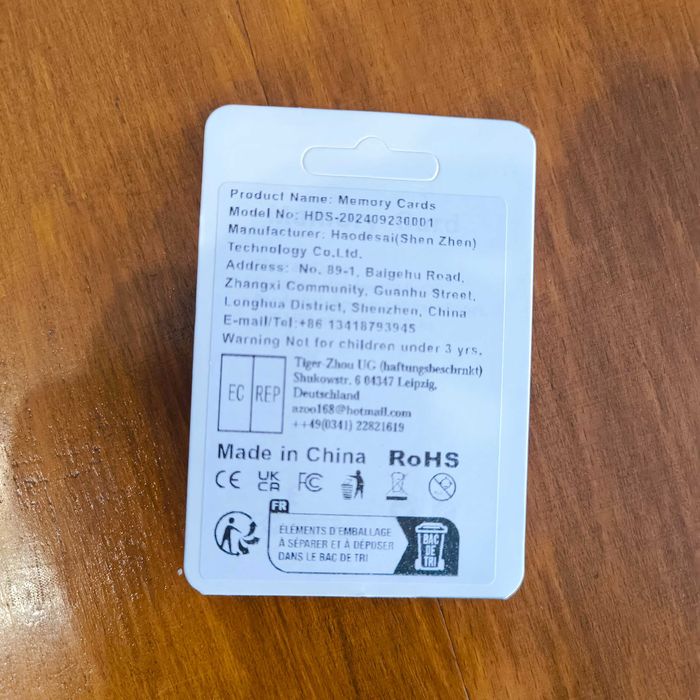 Product Name: Memory Cards
Model No: HDS-202409230001
Manufacturer: Haodesai(Shen Zhen)
Technology Co.Ltd.
Address: No. 89-1, Baigehu Road,
Zhangxi Community, Guanhu Street,
Longhua District, Shenzhen, China
E-mail/Tel:+86 13418793945
Warning Not for children under 3 yrs.
EC REP
Tiger-Zhou UG (haftungsbeschrnkt)
Shukowstr. 6 04347 Leipzig,
Deutschland
azoo168@hotmail.com
++49(0341) 22821619
Made in China RoHS
CE UK CA FC
FR
ÉLÉMENTS D'EMBALLAGE
À SÉPARER ET À DÉPOSER
DANS LE BAC DE TRI
BAC
DE
TRI